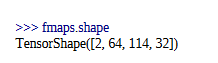 >>> fmaps.shape
TensorShape([2, 64, 114, 32])